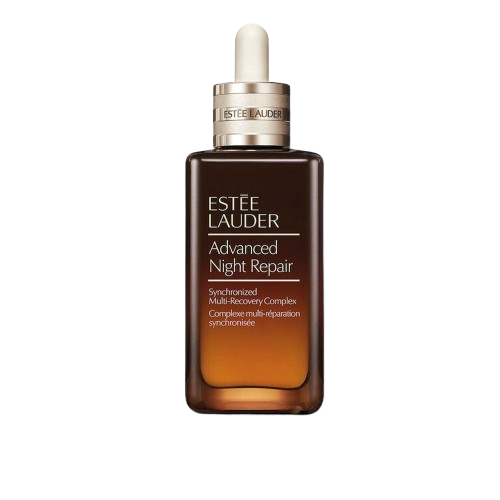 ESTĒE LAUDER
ESTĒE
LAUDER
Advanced
Night Repair
Synchronized
Multi-Recovery Complex
Complexe multi-réparation
synchronisée